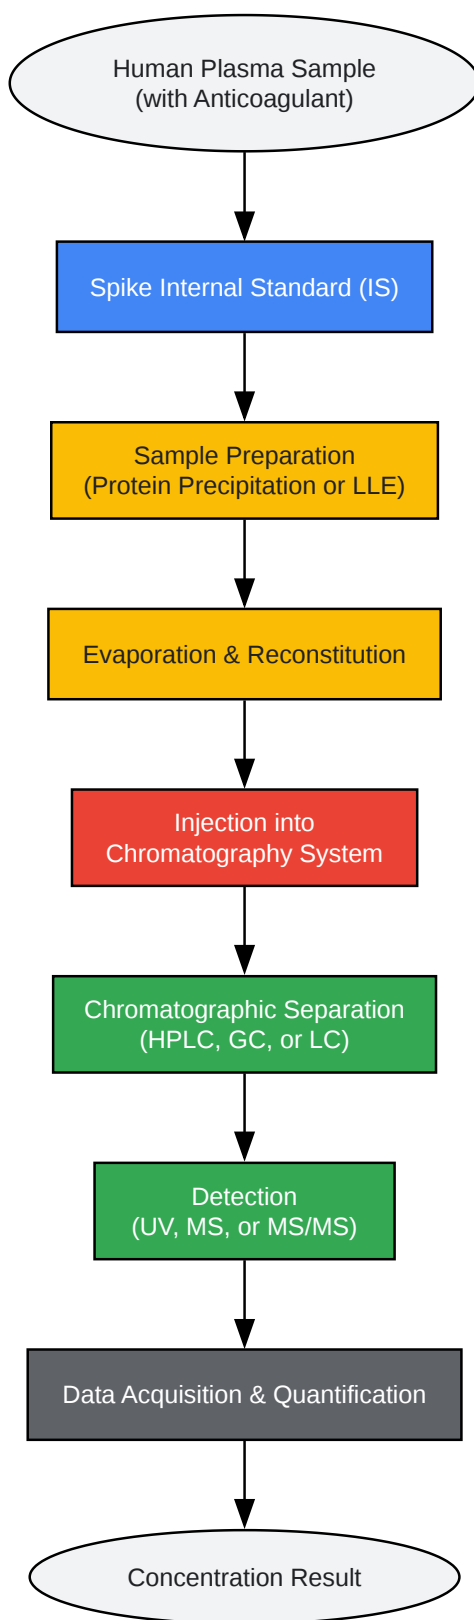 Human Plasma Sample
(with Anticoagulant)
Spike Internal Standard (IS)
Sample Preparation
(Protein Precipitation or LLE)
Evaporation & Reconstitution
Injection into
Chromatography System
Chromatographic Separation
(HPLC, GC, or LC)
Detection
(UV, MS, or MS/MS)
Data Acquisition & Quantification
Concentration Result